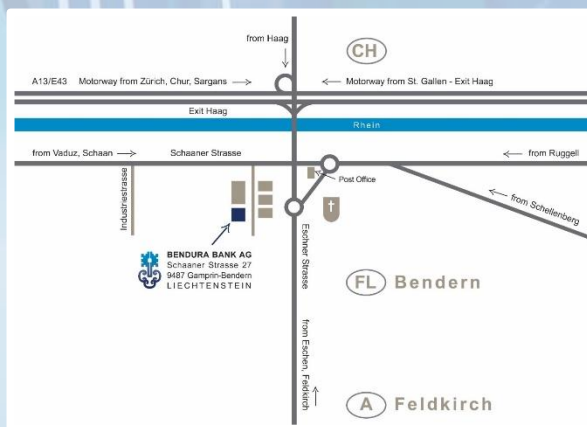 from Haag
CH
A13/E43 Motorway from Zürich, Chur, Sargans
Motorway from St. Gallen - Exit Haag
Exit Haag
Rhein
from Vaduz, Schaan
Schaaner Strasse
from Ruggell
Post Office
Industriestrasse
from Schellenberg
Eschner Strasse
BENDURA BANK AG
Schaaner Strasse 27
9487 Gamprin-Bendern
LIECHTENSTEIN
FL Bendern
from Eschen, Feldkirch
A Feldkirch